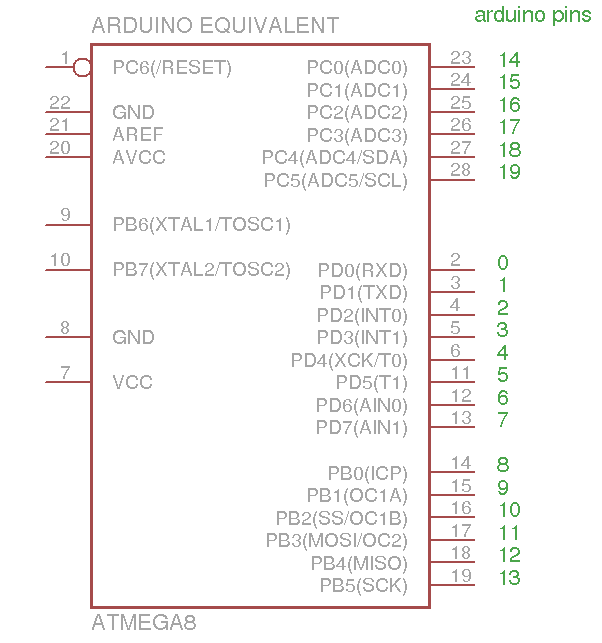 arduino pins
ARDUINO EQUIVALENT
1 PC6(/RESET) PC0(ADC0) 23 14
PC1(ADC1) 24 15
22 GND PC2(ADC2) 25 16
21 AREF PC3(ADC3) 26 17
20 AVCC PC4(ADC4/SDA) 27 18
PC5(ADC5/SCL) 28 19
9 PB6(XTAL1/TOSC1)
10 PB7(XTAL2/TOSC2) PD0(RXD) 2 0
PD1(TXD) 3 1
PD2(INT0) 4 2
8 GND PD3(INT1) 5 3
PD4(XCK/T0) 6 4
7 VCC PD5(T1) 11 5
PD6(AIN0) 12 6
PD7(AIN1) 13 7
PB0(ICP) 14 8
PB1(OC1A) 15 9
PB2(SS/OC1B) 16 10
PB3(MOSI/OC2) 17 11
PB4(MISO) 18 12
PB5(SCK) 19 13
ATMEGA8